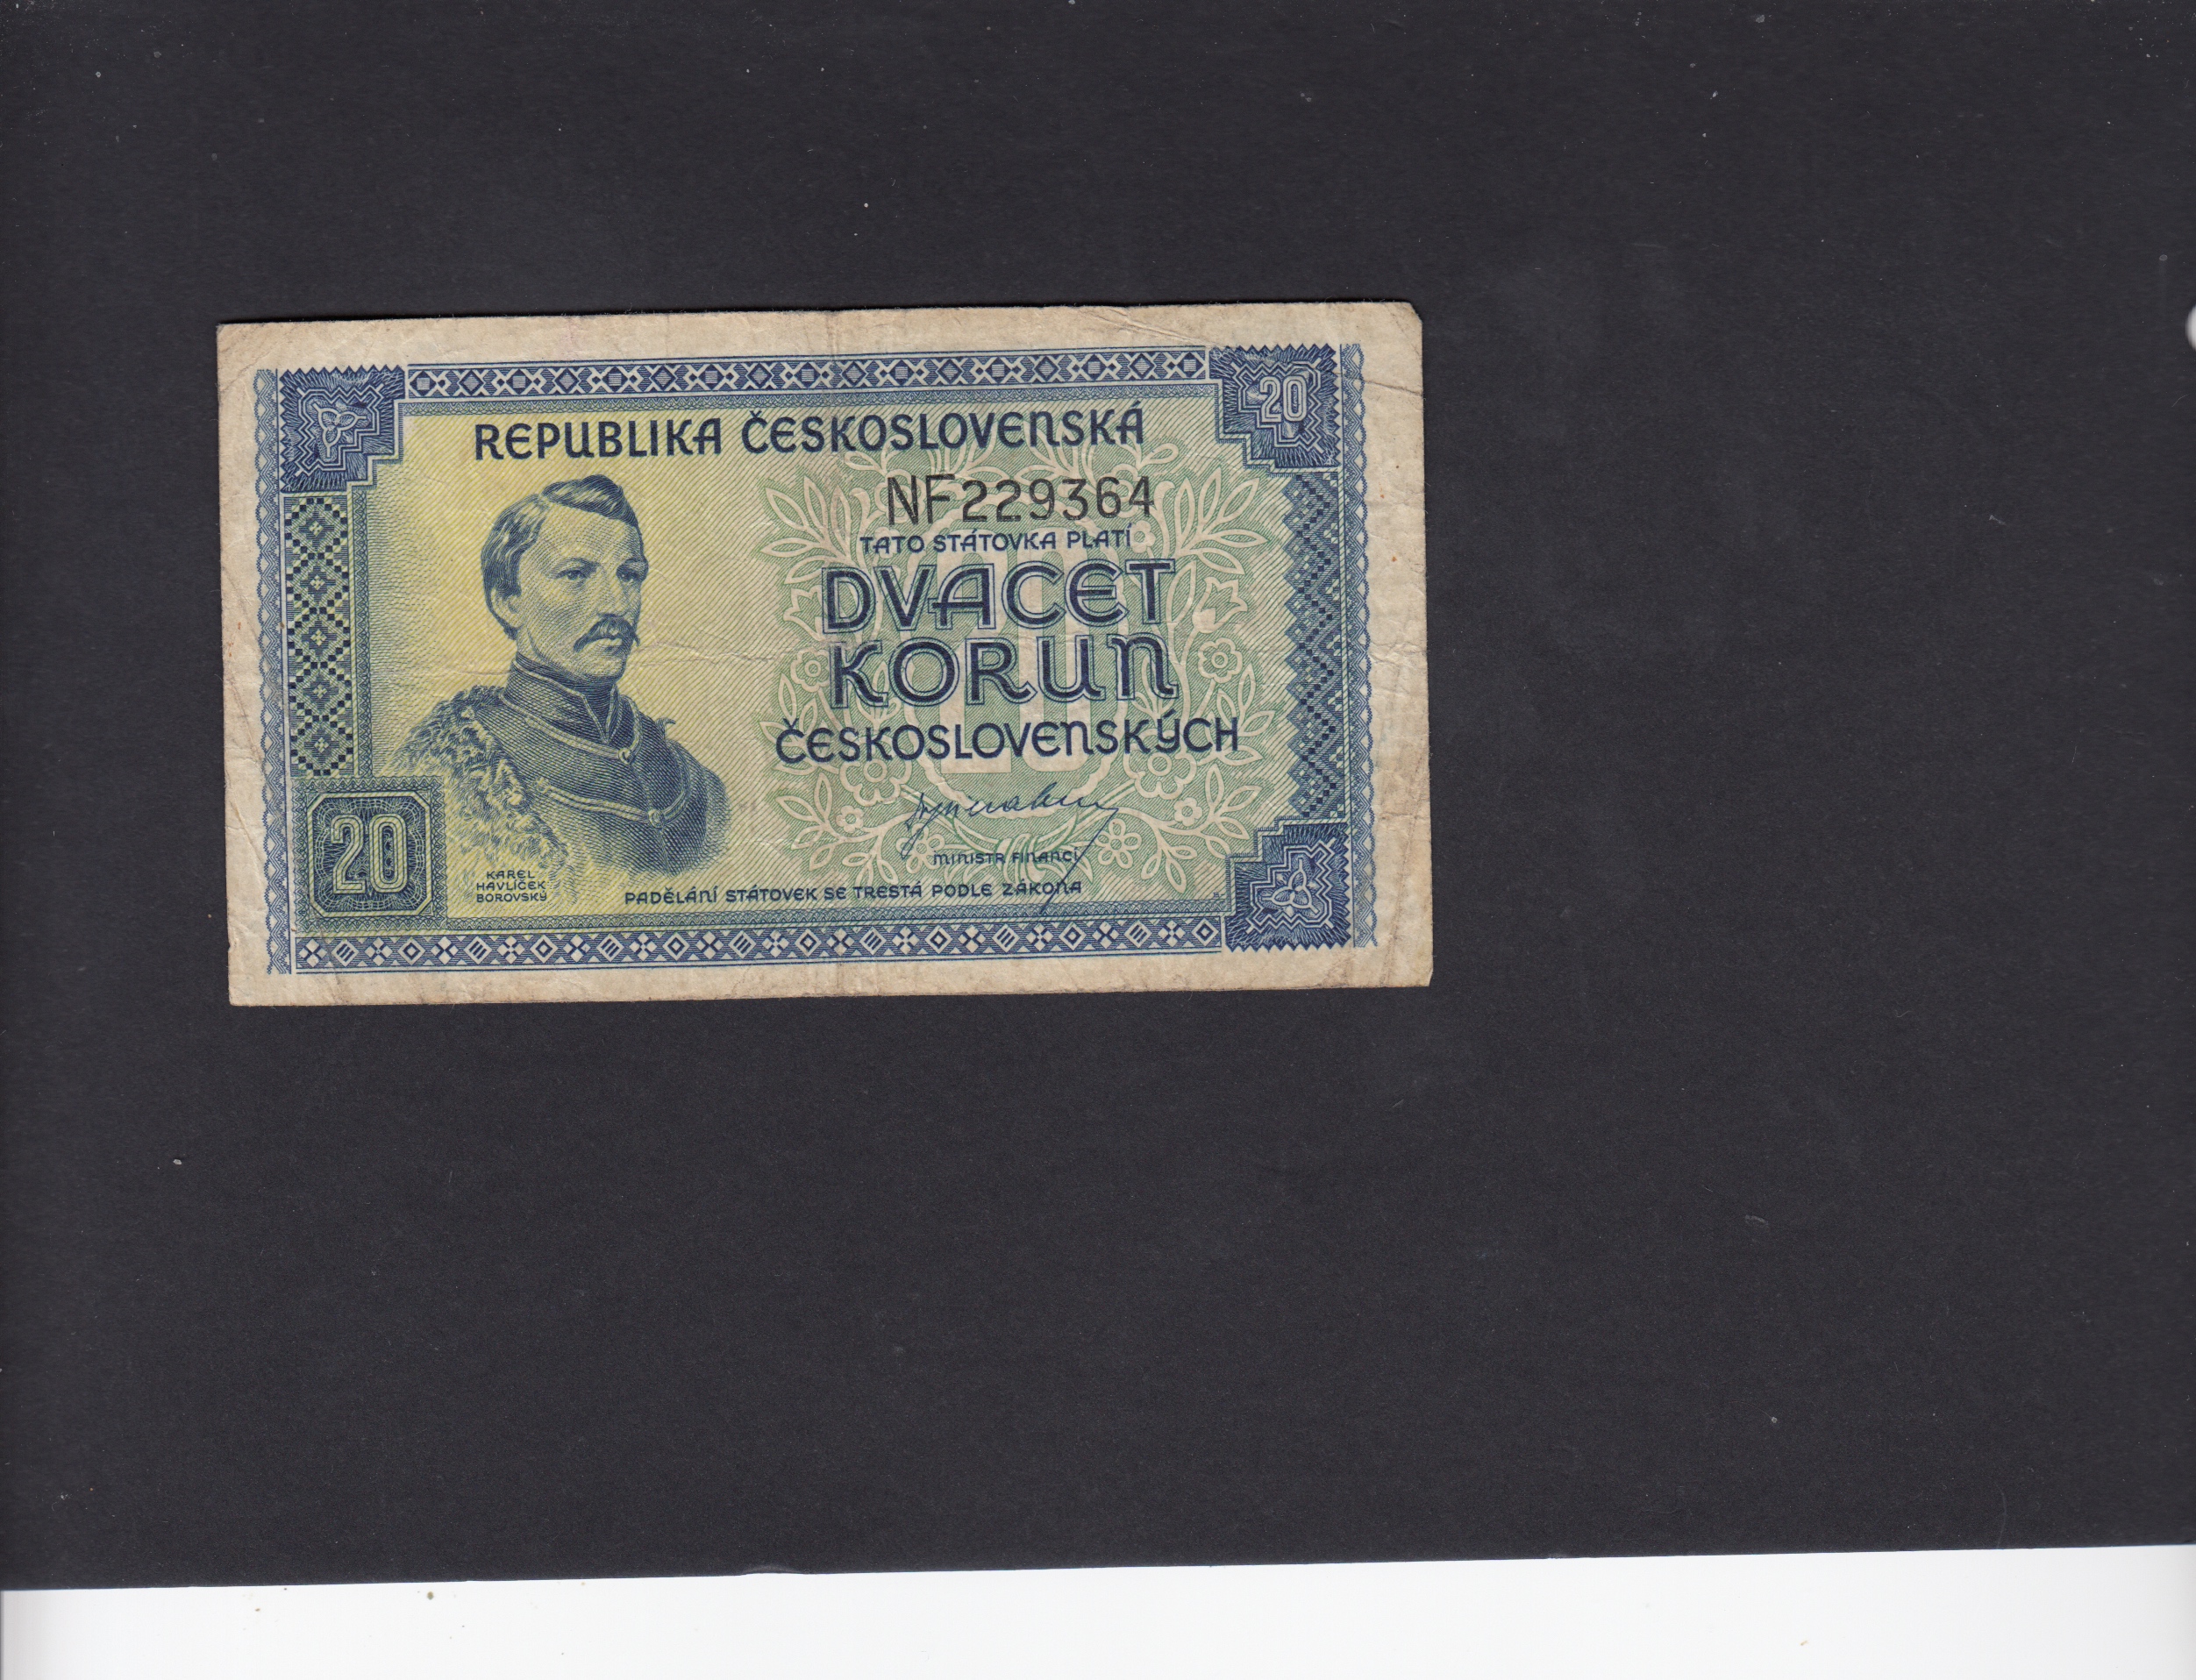 20
REPUBLIKA ČESKOSLOVENSKÁ
NF229364
TATO STÁTOVKA PLATÍ
DVACET
KORUN
ČESKOSLOVENSKÝCH
MINISTR FINANCÍ
20
KAREL
HAVLÍČEK
BOROVSKÝ
PADĚLÁNÍ STÁTOVEK SE TRESTÁ PODLE ZÁKONA